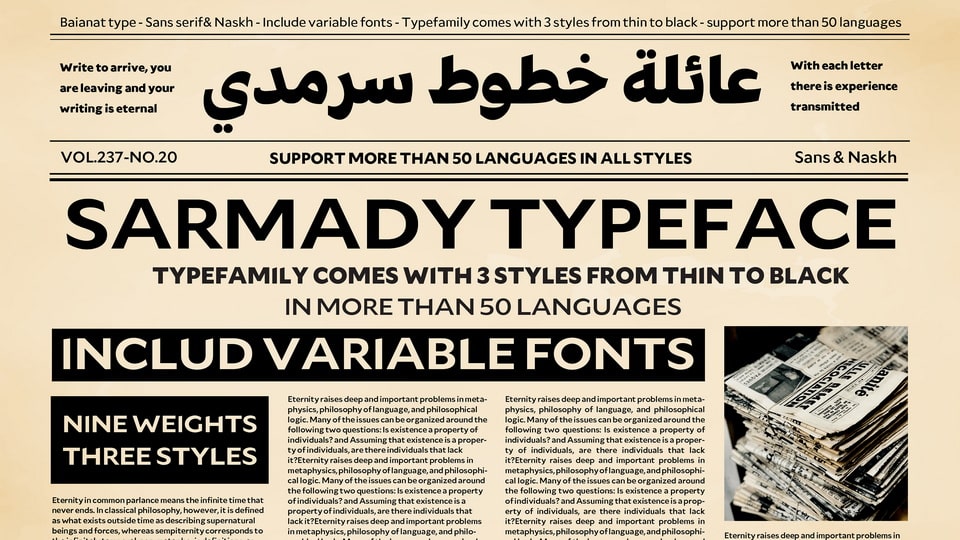 Baianat type - Sans serif& Naskh - Include variable fonts - Typefamily comes with 3 styles from thin to black - support more than 50 languages
Write to arrive, you
are leaving and your
writing is eternal
عائلة خطوط سرمدي
With each letter
there is experience
transmitted
VOL.237-NO.20
SUPPORT MORE THAN 50 LANGUAGES IN ALL STYLES
Sans & Naskh
SARMADY TYPEFACE
TYPEFAMILY COMES WITH 3 STYLES FROM THIN TO BLACK
IN MORE THAN 50 LANGUAGES
INCLUD VARIABLE FONTS
NINE WEIGHTS
THREE STYLES
Eternity in common parlance means the infinite time that
never ends. In classical philosophy, however, it is defined
as what exists outside time as describing supernatural
beings and forces, whereas sempiternity corresponds to
Eternity raises deep and important problems in meta-
physics, philosophy of language, and philosophical
logic. Many of the issues can be organized around the
following two questions: Is existence a property of
individuals? and Assuming that existence is a proper-
ty of individuals, are there individuals that lack
it?Eternity raises deep and important problems in
metaphysics, philosophy of language, and philosophi-
cal logic. Many of the issues can be organized around
the following two questions: Is existence a property
of individuals? and Assuming that existence is a
property of individuals, are there individuals that
lack it?Eternity raises deep and important problems in
metaphysics, philosophy of language, and philo-
Eternity raises deep and important problems in meta-
physics, philosophy of language, and philosophical
logic. Many of the issues can be organized around the
following two questions: Is existence a property of
individuals? and Assuming that existence is a proper-
ty of individuals, are there individuals that lack
it?Eternity raises deep and important problems in
metaphysics, philosophy of language, and philosophi-
cal logic. Many of the issues can be organized around
the following two questions: Is existence a property
of individuals? and Assuming that existence is a prop-
erty of individuals, are there individuals that lack
it?Eternity raises deep and important problems in
metaphysics, philosophy of language, and philosophi-
Eternity raises deep and important problems in